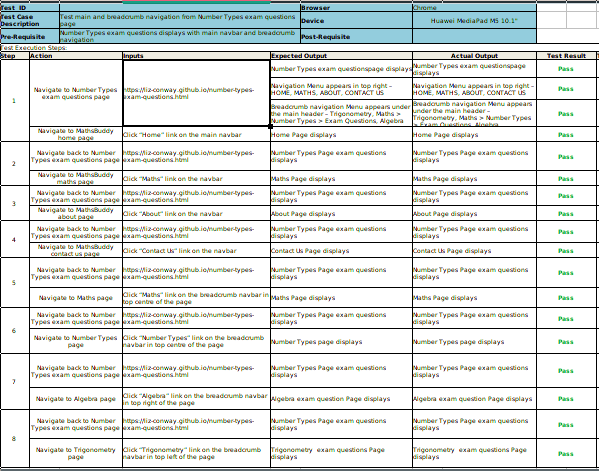 Test ID
Browser
Chrome
Test Case Description
Test main and breadcrumb navigation from Number Types exam questions page
Device
Huawei MediaPad M5 10.1"
Pre-Requisite
Number Types exam questions displays with main navbar and breadcrumb navigation
Post-Requisite
Test Execution Steps:
Step Action Inputs Expected Output Actual Output Test Result
1
Navigate to Number Types exam questions page
https://liz-conway.github.io/number-types-exam-questions.html
Number Types exam questionspage displays
Number Types exam questionspage displays
Pass
Navigation Menu appears in top right – HOME, MATHS, ABOUT, CONTACT US
Navigation Menu appears in top right – HOME, MATHS, ABOUT, CONTACT US
Pass
Breadcrumb navigation Menu appears under the main header – Trigonometry, Maths > Number Types > Exam Questions, Algebra
Breadcrumb navigation Menu appears under the main header – Trigonometry, Maths > Number Types > Exam Questions, Algebra
Pass
Navigate to MathsBuddy home page
Click "Home" link on the main navbar
Home Page displays
Home Page displays
Pass
2
Navigate back to Number Types exam questions page
https://liz-conway.github.io/number-types-exam-questions.html
Number Types Page exam questions displays
Number Types Page exam questions displays
Pass
Navigate to MathsBuddy maths page
Click "Maths" link on the navbar
Maths Page displays
Maths Page displays
Pass
3
Navigate back to Number Types exam questions page
https://liz-conway.github.io/number-types-exam-questions.html
Number Types Page exam questions displays
Number Types Page exam questions displays
Pass
Navigate to MathsBuddy about page
Click "About" link on the navbar
About Page displays
About Page displays
Pass
4
Navigate back to Number Types exam questions page
https://liz-conway.github.io/number-types-exam-questions.html
Number Types Page exam questions displays
Number Types Page exam questions displays
Pass
Navigate to MathsBuddy contact us page
Click "Contact Us" link on the navbar
Contact Us Page displays
Contact Us Page displays
Pass
5
Navigate back to Number Types exam questions page
https://liz-conway.github.io/number-types-exam-questions.html
Number Types Page exam questions displays
Number Types Page exam questions displays
Pass
Navigate to Maths page
Click "Maths" link on the breadcrumb navbar in top centre of the page
Maths Page displays
Maths Page displays
Pass
6
Navigate back to Number Types exam questions page
https://liz-conway.github.io/number-types-exam-questions.html
Number Types Page exam questions displays
Number Types Page exam questions displays
Pass
Navigate to Number Types page
Click "Number Types" link on the breadcrumb navbar in top centre of the page
Number Types page displays
Number Types page displays
Pass
7
Navigate back to Number Types exam questions page
https://liz-conway.github.io/number-types-exam-questions.html
Number Types Page exam questions displays
Number Types Page exam questions displays
Pass
Navigate to Algebra page
Click "Algebra" link on the breadcrumb navbar in top right of the page
Algebra exam question Page displays
Algebra exam question Page displays
Pass
8
Navigate back to Number Types exam questions page
https://liz-conway.github.io/number-types-exam-questions.html
Number Types Page exam questions displays
Number Types Page exam questions displays
Pass
Navigate to Trigonometry page
Click "Trigonometry" link on the breadcrumb navbar in top left of the page
Trigonometry exam questions Page displays
Trigonometry exam questions Page displays
Pass